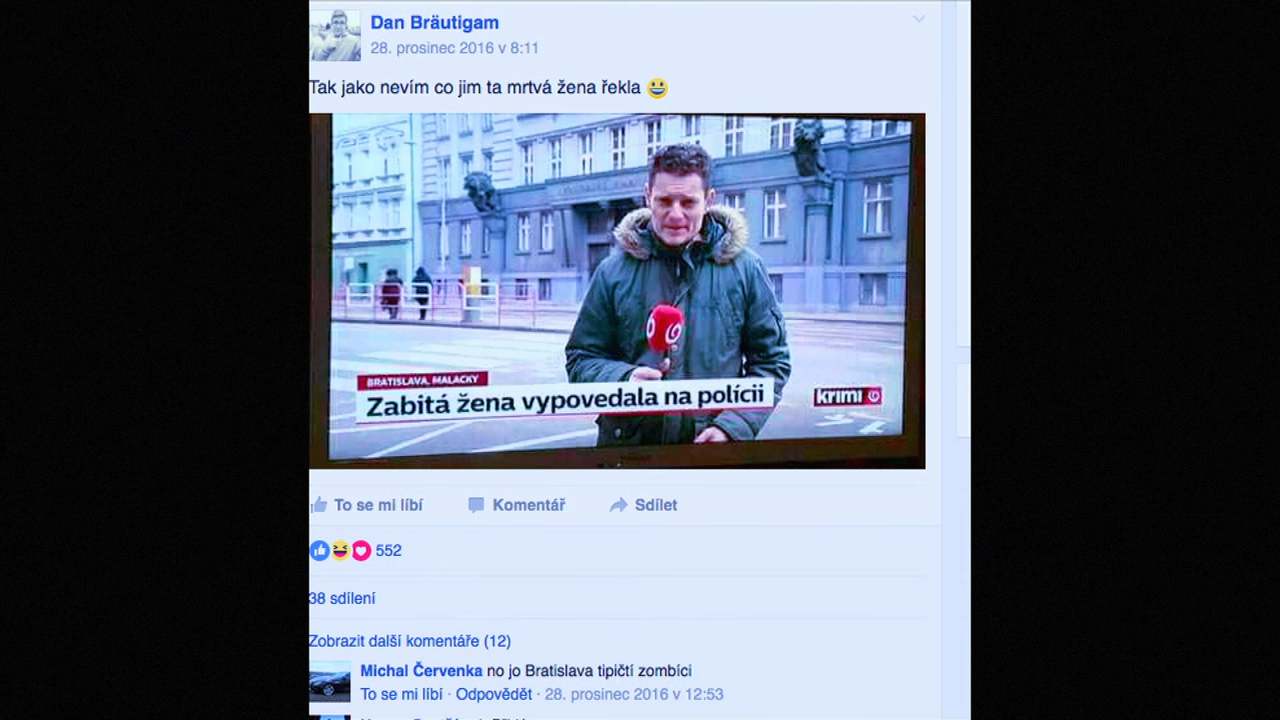 Dan Bräutigam
28. prosinec 2016 v 8:11
Tak jako nevím co jim ta mrtvá žena řekla 😃
BRATISLAVA, MALACKY
Zabitá žena vypovedala na polícii
krimi
To se mi líbí Komentář Sdílet
552
38 sdílení
Zobrazit další komentáře (12)
Michal Červenka no jo Bratislava tipičtí zombíci
To se mi líbí · Odpovědět · 28. prosinec 2016 v 12:53